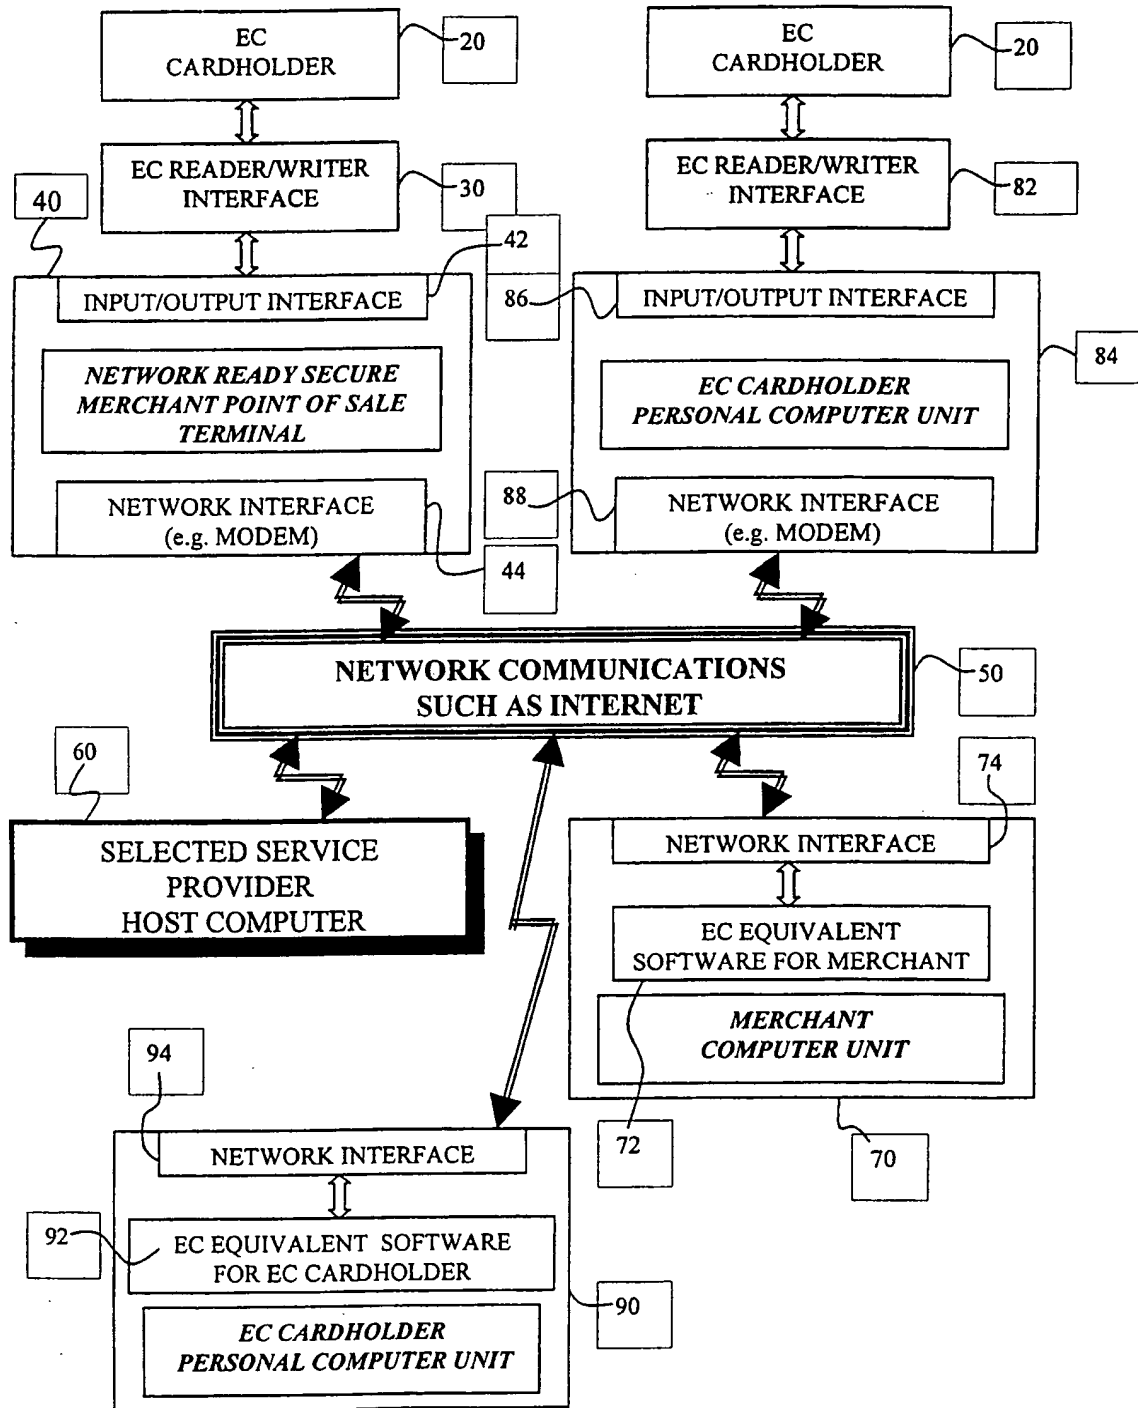 EC
CARDHOLDER
20
EC
CARDHOLDER
20
EC READER/WRITER
INTERFACE
30
EC READER/WRITER
INTERFACE
82
40
42
INPUT/OUTPUT INTERFACE
86
INPUT/OUTPUT INTERFACE
84
NETWORK READY SECURE
MERCHANT POINT OF SALE
TERMINAL
EC CARDHOLDER
PERSONAL COMPUTER UNIT
NETWORK INTERFACE
(e.g. MODEM)
88
NETWORK INTERFACE
(e.g. MODEM)
44
NETWORK COMMUNICATIONS
SUCH AS INTERNET
50
60
74
SELECTED SERVICE
PROVIDER
HOST COMPUTER
NETWORK INTERFACE
EC EQUIVALENT
SOFTWARE FOR MERCHANT
MERCHANT
COMPUTER UNIT
94
72
70
NETWORK INTERFACE
92
EC EQUIVALENT SOFTWARE
FOR EC CARDHOLDER
90
EC CARDHOLDER
PERSONAL COMPUTER UNIT